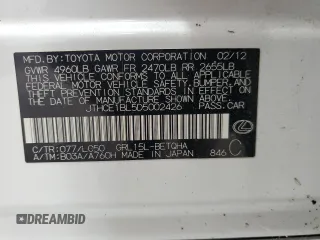 MFD. BY:TOYOTA MOTOR CORPORATION 02/12
GVWR 4960LB GAWR FR 2470LB RR 2655LB
THIS VEHICLE CONFORMS TO ALL APPLICABLE
FEDERAL MOTOR VEHICLE SAFETY, BUMPER, AND
THEFT PREVENTION STANDARDS IN EFFECT ON THE
DATE OF MANUFACTURE SHOWN ABOVE.
JTHCE1BL5D5002426 PASS. CAR
C/TR:077/L050 GRL15L-BETQHA
A/TM:B03A/A760H MADE IN JAPAN 846 C
LEXUS
autobidmaster